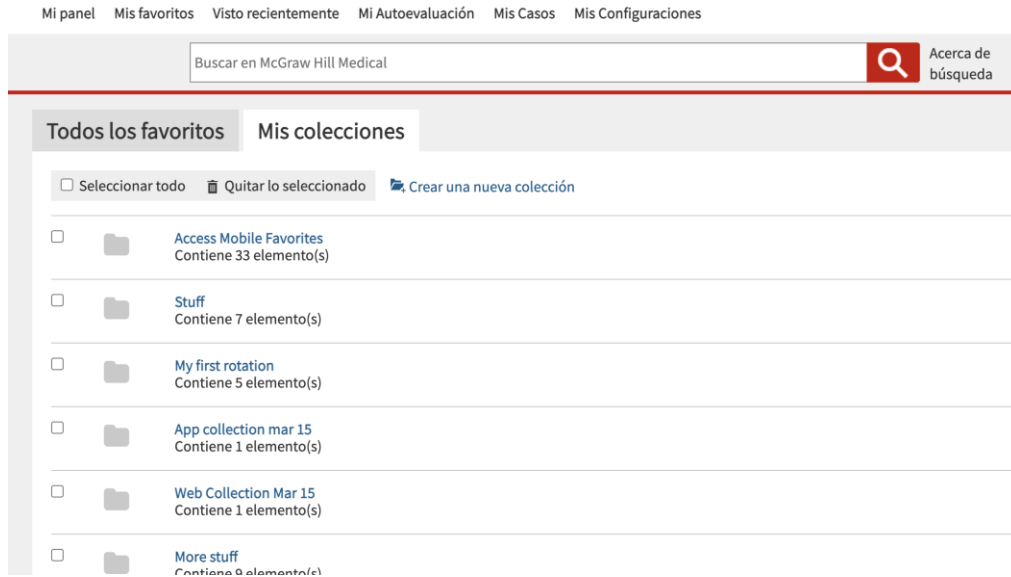 Mi panel Mis favoritos Visto recientemente Mi Autoevaluación Mis Casos Mis Configuraciones
Buscar en McGraw Hill Medical
Acerca de
búsqueda
Todos los favoritos Mis colecciones
Seleccionar todo Quitar lo seleccionado Crear una nueva colección
Access Mobile Favorites
Contiene 33 elemento(s)
Stuff
Contiene 7 elemento(s)
My first rotation
Contiene 5 elemento(s)
App collection mar 15
Contiene 1 elemento(s)
Web Collection Mar 15
Contiene 1 elemento(s)
More stuff
Contiene 9 elemento(s)